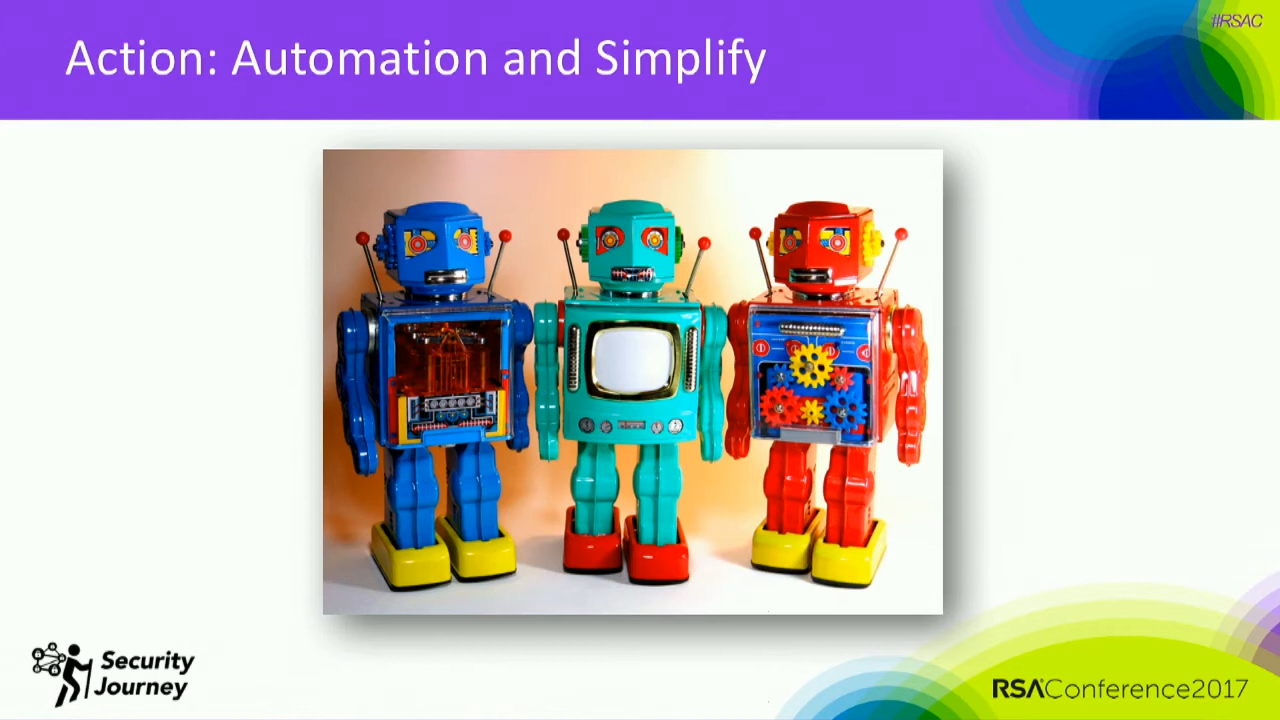 Action: Automation and Simplify
#RSAC
Security
Journey
RSAConference2017